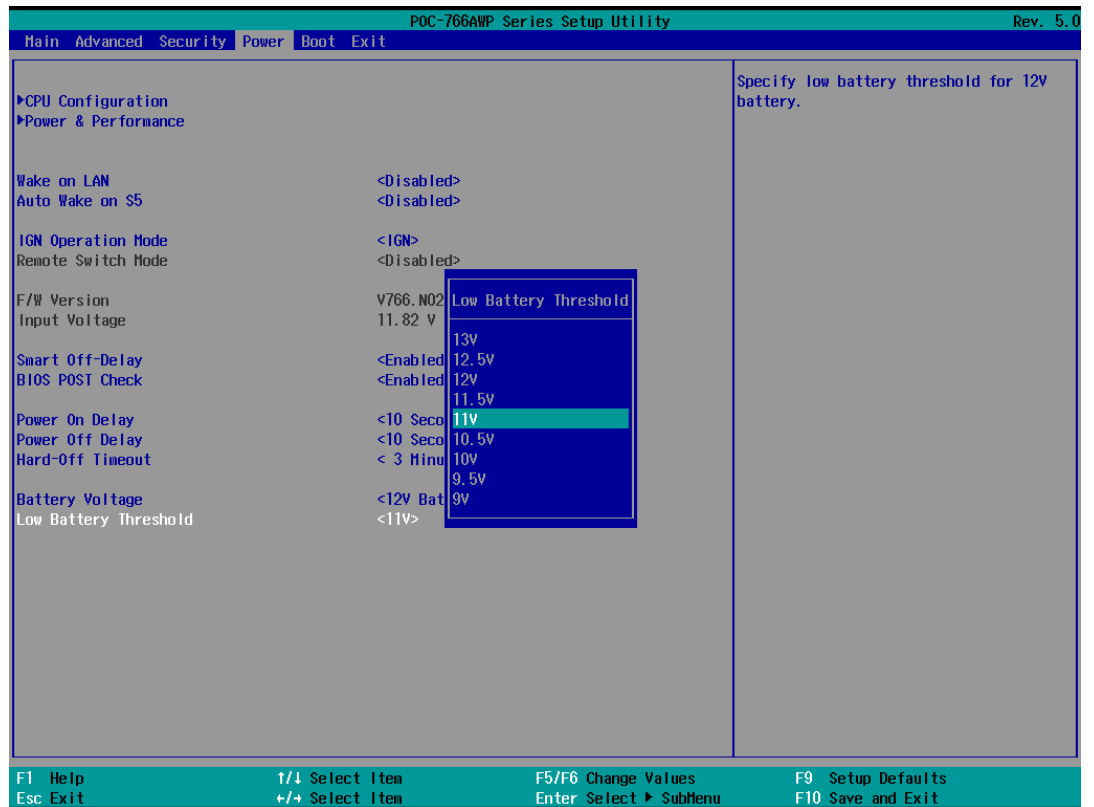 POC-766AWP Series Setup Utility Rev. 5.0
Main Advanced Security Power Boot Exit
Specify low battery threshold for 12V
battery.
▶CPU Configuration
▶Power & Performance
Wake on LAN <Disabled>
Auto Wake on S5 <Disabled>
IGN Operation Mode <IGN>
Remote Switch Mode <Disabled>
F/W Version V766.N02
Input Voltage 11.82 V
Smart Off-Delay <Enabled
BIOS POST Check <Enabled
Power On Delay <10 Seco
Power Off Delay <10 Seco
Hard-Off Timeout < 3 Minu
Battery Voltage <12V Bat
Low Battery Threshold <11V>
Low Battery Threshold
13V
12.5V
12V
11.5V
11V
10.5V
10V
9.5V
9V
F1 Help ↑/↓ Select Item F5/F6 Change Values F9 Setup Defaults
Esc Exit ←/→ Select Item Enter Select ▶ SubMenu F10 Save and Exit